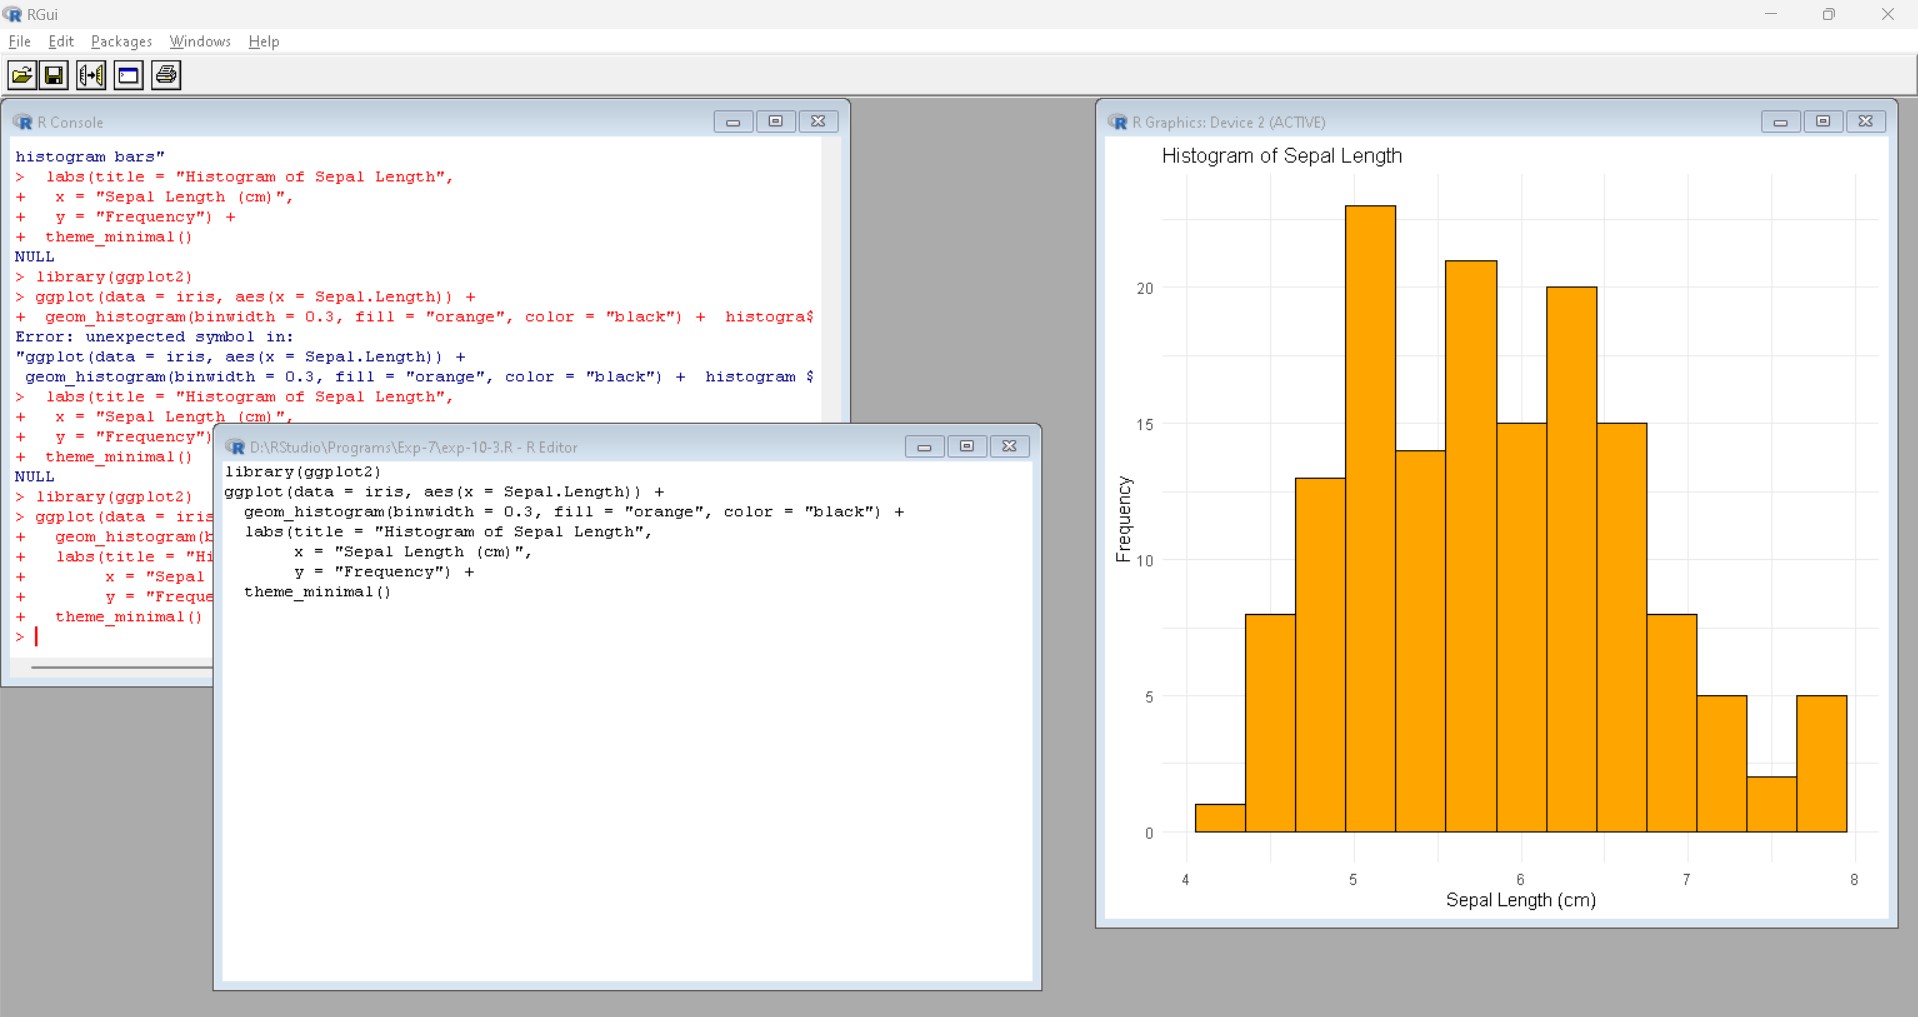 RGui
File Edit Packages Windows Help
R Console
histogram bars"
>  labs(title = "Histogram of Sepal Length",
+   x = "Sepal Length (cm)",
+   y = "Frequency") +
+  theme_minimal()
NULL
> library(ggplot2)
> ggplot(data = iris, aes(x = Sepal.Length)) +
+  geom_histogram(binwidth = 0.3, fill = "orange", color = "black") +  histogra$
Error: unexpected symbol in:
"ggplot(data = iris, aes(x = Sepal.Length)) +
 geom_histogram(binwidth = 0.3, fill = "orange", color = "black") +  histogram $
>  labs(title = "Histogram of Sepal Length",
+   x = "Sepal Length (cm)",
+   y = "Frequency")
+  theme_minimal()
NULL
> library(ggplot2)
> ggplot(data = iris
+   geom_histogram(b
+   labs(title = "Hi
+        x = "Sepal
+        y = "Freque
+   theme_minimal()
>
D:\RStudio\Programs\Exp-7\exp-10-3.R - R Editor
library(ggplot2)
ggplot(data = iris, aes(x = Sepal.Length)) +
  geom_histogram(binwidth = 0.3, fill = "orange", color = "black") +
  labs(title = "Histogram of Sepal Length",
       x = "Sepal Length (cm)",
       y = "Frequency") +
  theme_minimal()
R Graphics: Device 2 (ACTIVE)
Histogram of Sepal Length
Frequency
20
15
10
5
0
4 5 6 7 8
Sepal Length (cm)